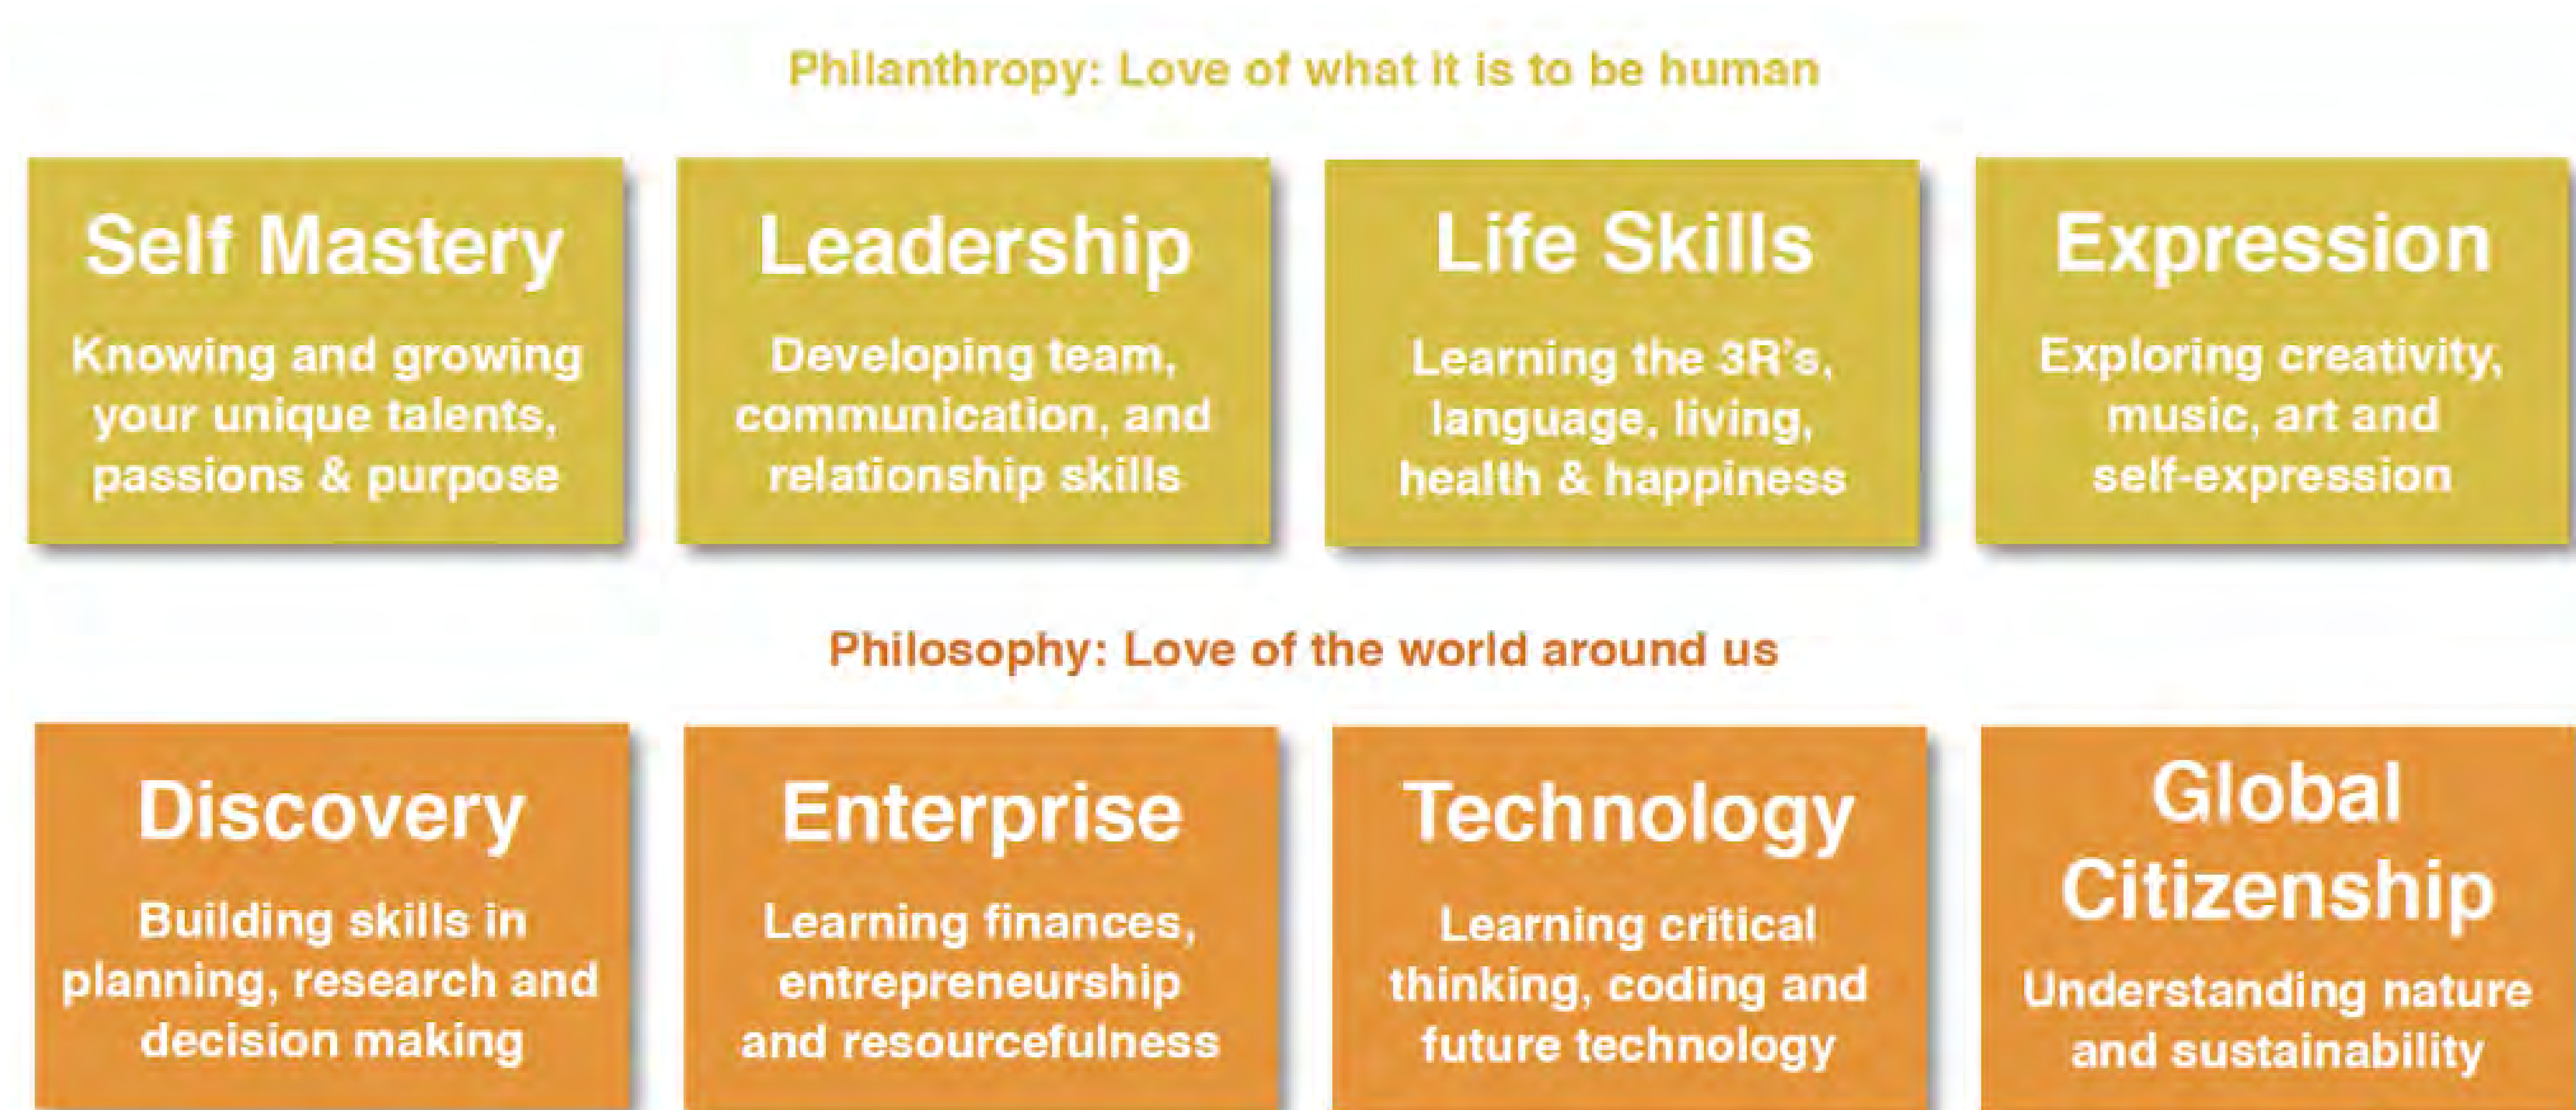 Philanthropy: Love of what it is to be human
Self Mastery
Knowing and growing
your unique talents,
passions & purpose
Leadership
Developing team,
communication, and
relationship skills
Life Skills
Learning the 3R's,
language, living,
health & happiness
Expression
Exploring creativity,
music, art and
self-expression
Philosophy: Love of the world around us
Discovery
Building skills in
planning, research and
decision making
Enterprise
Learning finances,
entrepreneurship
and resourcefulness
Technology
Learning critical
thinking, coding and
future technology
Global
Citizenship
Understanding nature
and sustainability